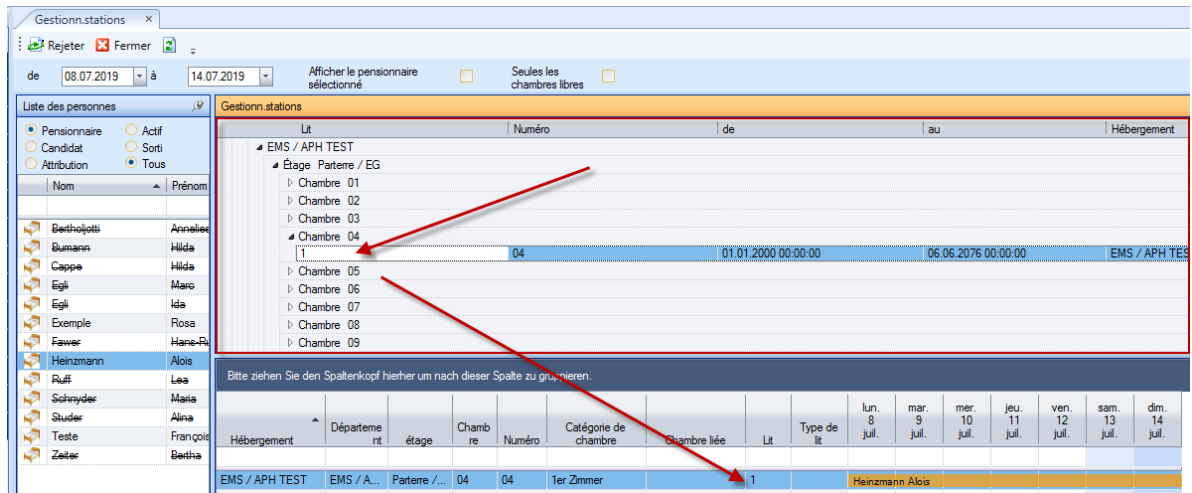 Gestionn.stations ×
Rejeter Fermer
de 08.07.2019 à 14.07.2019 Afficher le pensionnaire sélectionné Seules les chambres libres
Liste des personnes
Pensionnaire Actif
Candidat Sorti
Attribution Tous
Nom Prénom
Bertholjotti Annelies
Bumann Hilda
Cappe Hilda
Egli Marc
Egli Ida
Exemple Rosa
Fawer Hans-Ru
Heinzmann Alois
Ruff Lea
Schnyder Maria
Studer Alina
Teste François
Zeiter Bertha
Gestionn.stations
Lit Numéro de au Hébergement
EMS / APH TEST
Étage Parterre / EG
Chambre 01
Chambre 02
Chambre 03
Chambre 04
1 04 01.01.2000 00:00:00 06.06.2076 00:00:00 EMS / APH TES
Chambre 05
Chambre 06
Chambre 07
Chambre 08
Chambre 09
Bitte ziehen Sie den Spaltenkopf hierher um nach dieser Spalte zu gruppieren.
Hébergement Département étage Chambre Numéro Catégorie de chambre Chambre liée Lit Type de lit lun. 8 juil. mar. 9 juil. mer. 10 juil. jeu. 11 juil. ven. 12 juil. sam. 13 juil. dim. 14 juil.
EMS / APH TEST EMS / A... Parterre /... 04 04 1er Zimmer 1 Heinzmann Alois